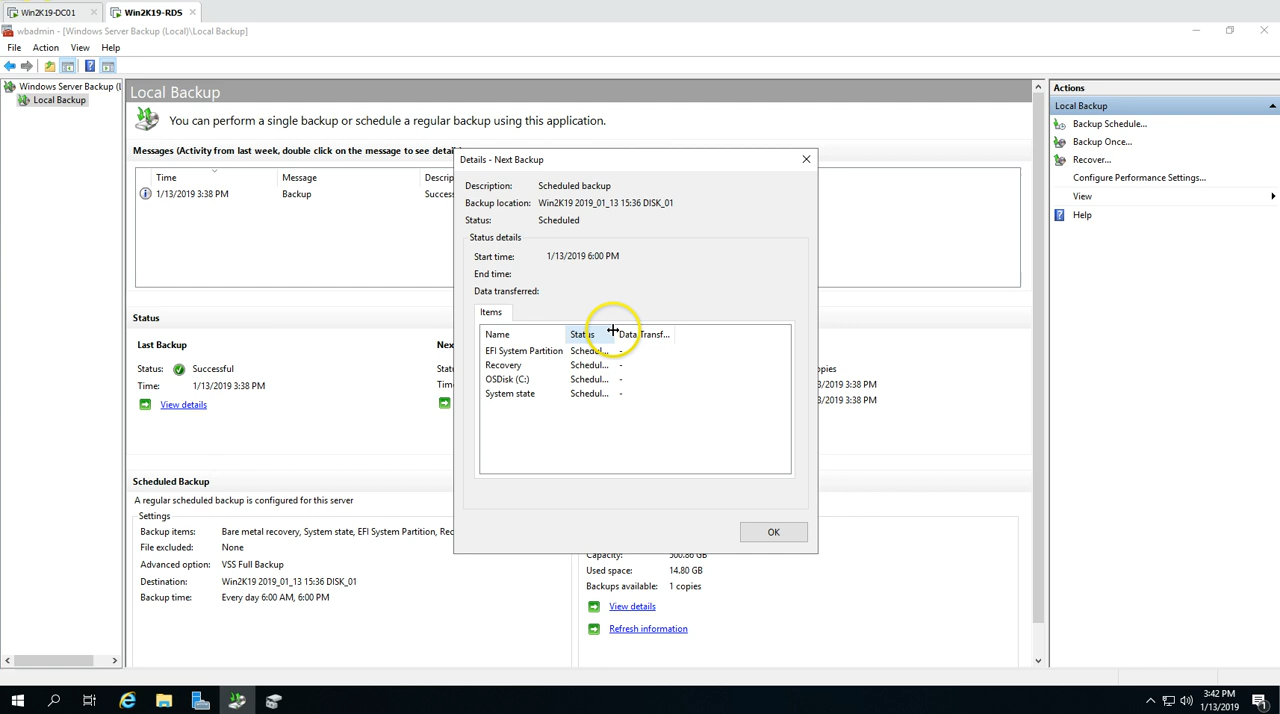 Win2K19-DC01
Win2K19-RDS
wbadmin - [Windows Server Backup (Local)\Local Backup]
File Action View Help
Windows Server Backup (L
Local Backup
Local Backup
You can perform a single backup or schedule a regular backup using this application.
Messages (Activity from last week, double click on the message to see detai
Time Message Descrip
1/13/2019 3:38 PM Backup Succes
Status
Last Backup
Status: Successful
Time: 1/13/2019 3:38 PM
View details
Nex
Stat
Tim
opies
3/2019 3:38 PM
3/2019 3:38 PM
Scheduled Backup
A regular scheduled backup is configured for this server
Settings
Backup items: Bare metal recovery, System state, EFI System Partition, Rec
File excluded: None
Advanced option: VSS Full Backup
Destination: Win2K19 2019_01_13 15:36 DISK_01
Backup time: Every day 6:00 AM, 6:00 PM
Capacity: 500.86 GB
Used space: 14.80 GB
Backups available: 1 copies
View details
Refresh information
Details - Next Backup
Description: Scheduled backup
Backup location: Win2K19 2019_01_13 15:36 DISK_01
Status: Scheduled
Status details
Start time: 1/13/2019 6:00 PM
End time:
Data transferred:
Items
Name Status Data Transf...
EFI System Partition Schedul... -
Recovery Schedul... -
OSDisk (C:) Schedul... -
System state Schedul... -
OK
Actions
Local Backup
Backup Schedule...
Backup Once...
Recover...
Configure Performance Settings...
View
Help
3:42 PM
1/13/2019
1